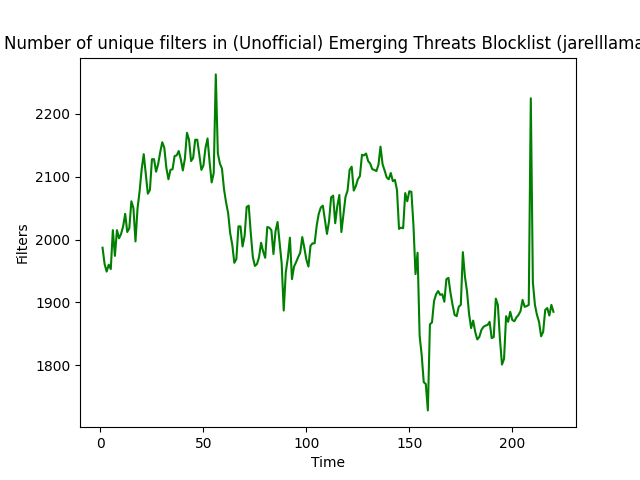 Number of unique filters in (Unofficial) Emerging Threats Blocklist (jarelllama
2200
2100
2000
1900
1800
Filters
0 50 100 150 200
Time